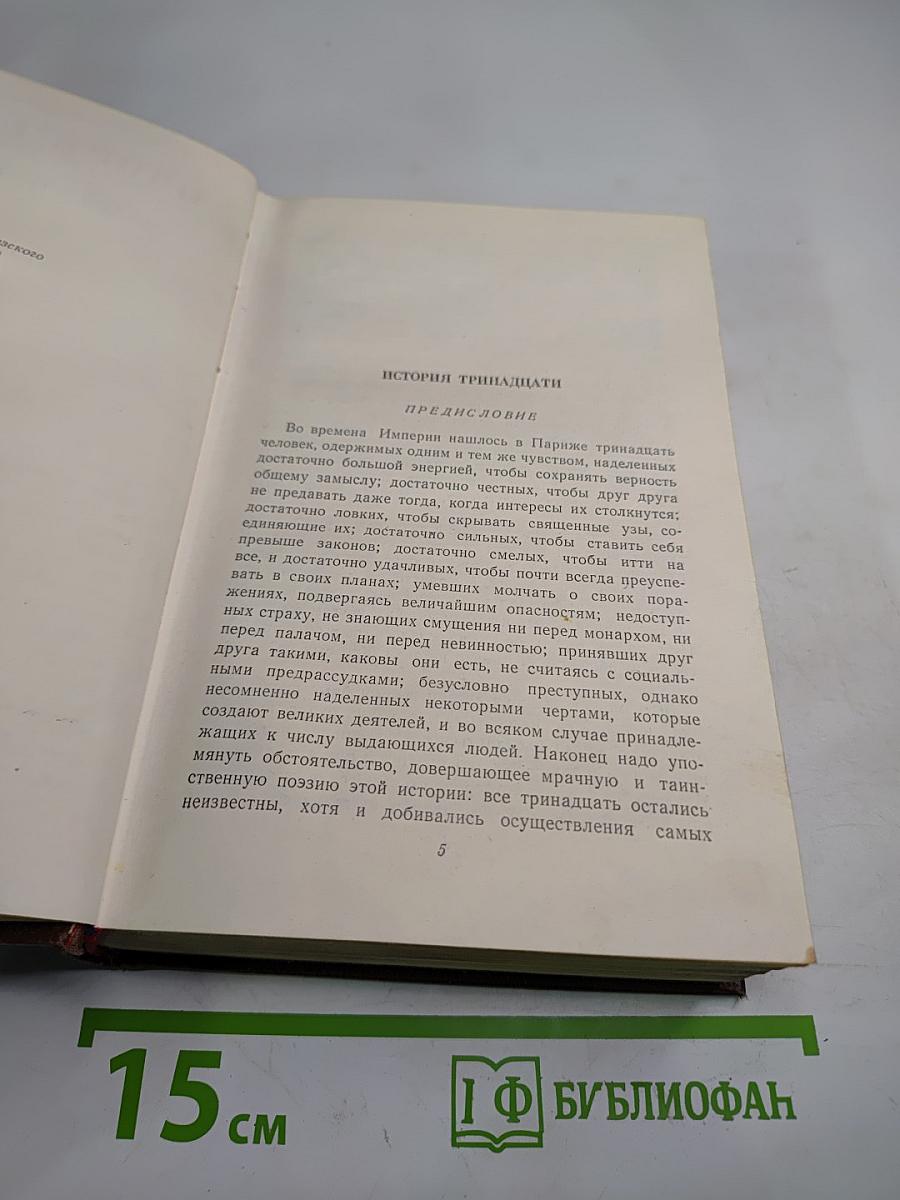 ИСТОРИЯ ТРИНАДЦАТИ
ПРЕДИСЛОВИЕ
Во времена Империи нашлось в Париже тринадцать
человек, одержимых одним и тем же чувством, наделенных
достаточно большой энергией, чтобы сохранять верность
общему замыслу; достаточно честных, чтобы друг друга
не предавать даже тогда, когда интересы их столкнутся;
достаточно ловких, чтобы скрывать священные узы, со-
единяющие их; достаточно сильных, чтобы ставить себя
превыше законов; достаточно смелых, чтобы итти на
все, и достаточно удачливых, чтобы почти всегда преуспе-
вать в своих планах; умевших молчать о своих пора-
жениях, подвергаясь величайшим опасностям; недоступ-
ных страху, не знающих смущения ни перед монархом, ни
перед палачом, ни перед невинностью; принявших друг
друга такими, каковы они есть, не считаясь с социаль-
ными предрассудками; безусловно преступных, однако
несомненно наделенных некоторыми чертами, которые
создают великих деятелей, и во всяком случае принадле-
жащих к числу выдающихся людей. Наконец надо упо-
мянуть обстоятельство, довершающее мрачную и таин-
ственную поэзию этой истории: все тринадцать остались
неизвестны, хотя и добивались осуществления самых
5
15 см
БИБЛИОФАН